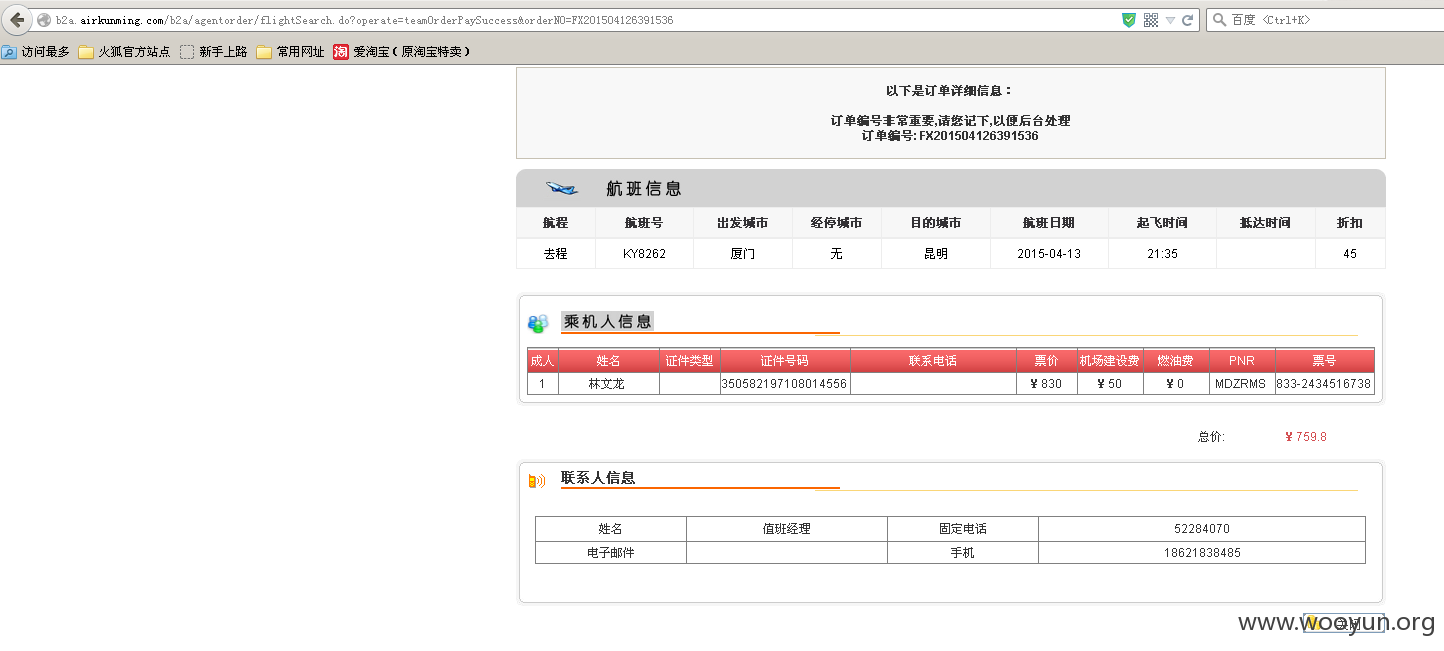 b2a.airkunming.com/b2a/agentorder/flightSearch.do?operate=teamOrderPaySuccess&orderNO=FX201504126391536
百度 <Ctrl+K>
访问最多 火狐官方站点 新手上路 常用网址 淘 爱淘宝（原淘宝特卖）
以下是订单详细信息：
订单编号非常重要,请您记下,以便后台处理
订单编号: FX201504126391536
航班信息
航程 航班号 出发城市 经停城市 目的城市 航班日期 起飞时间 抵达时间 折扣
去程 KY8262 厦门 无 昆明 2015-04-13 21:35 45
乘机人信息
成人 姓名 证件类型 证件号码 联系电话 票价 机场建设费 燃油费 PNR 票号
1 林文龙 350582197108014556 ¥ 830 ¥ 50 ¥ 0 MDZRMS 833-2434516738
总价: ¥ 759.8
联系人信息
姓名 值班经理 固定电话 52284070
电子邮件 手机 18621838485
www.wooyun.org